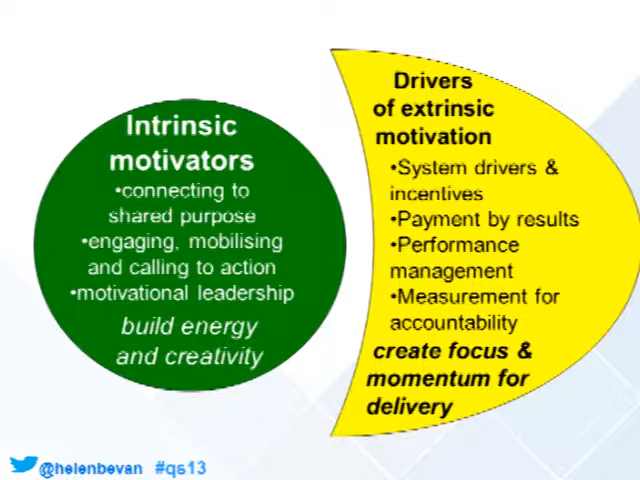 Intrinsic
motivators
•connecting to
shared purpose
•engaging, mobilising
and calling to action
•motivational leadership
build energy
and creativity
Drivers
of extrinsic
motivation
•System drivers &
incentives
•Payment by results
•Performance
management
•Measurement for
accountability
create focus &
momentum for
delivery
@helenbevan #qs13